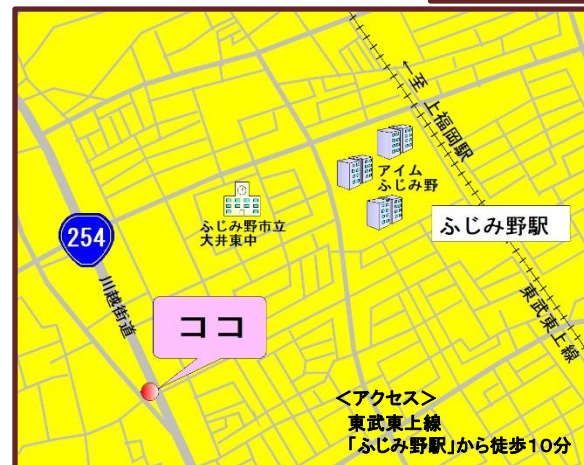 ←至 上福岡駅
アイム
ふじみ野
ふじみ野駅
ふじみ野市立
大井東中
254
川越街道
ココ
東武東上線
＜アクセス＞
東武東上線
「ふじみ野駅」から徒歩１０分